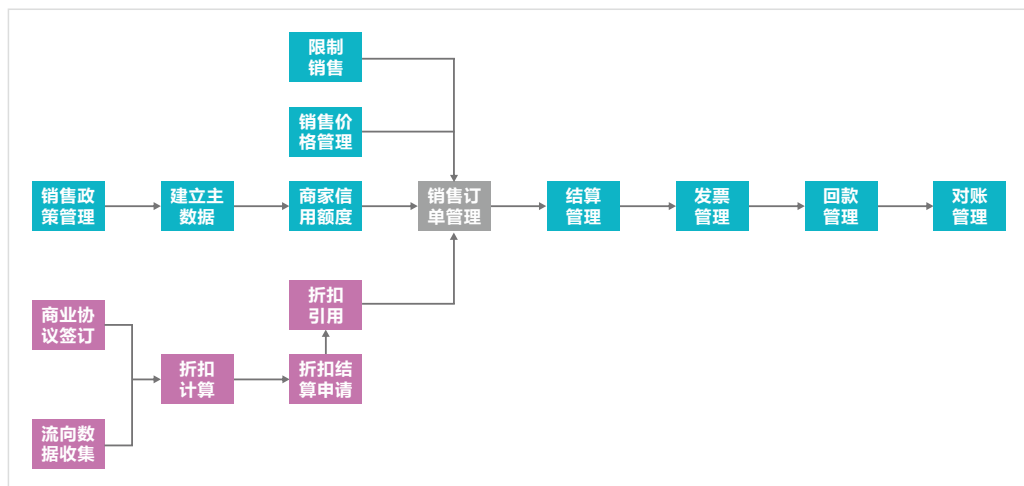 限制
销售
销售价
格管理
销售政
策管理
建立主
数据
商家信
用额度
销售订
单管理
结算
管理
发票
管理
回款
管理
对账
管理
商业协
议签订
折扣
引用
折扣
计算
折扣结
算申请
流向数
据收集